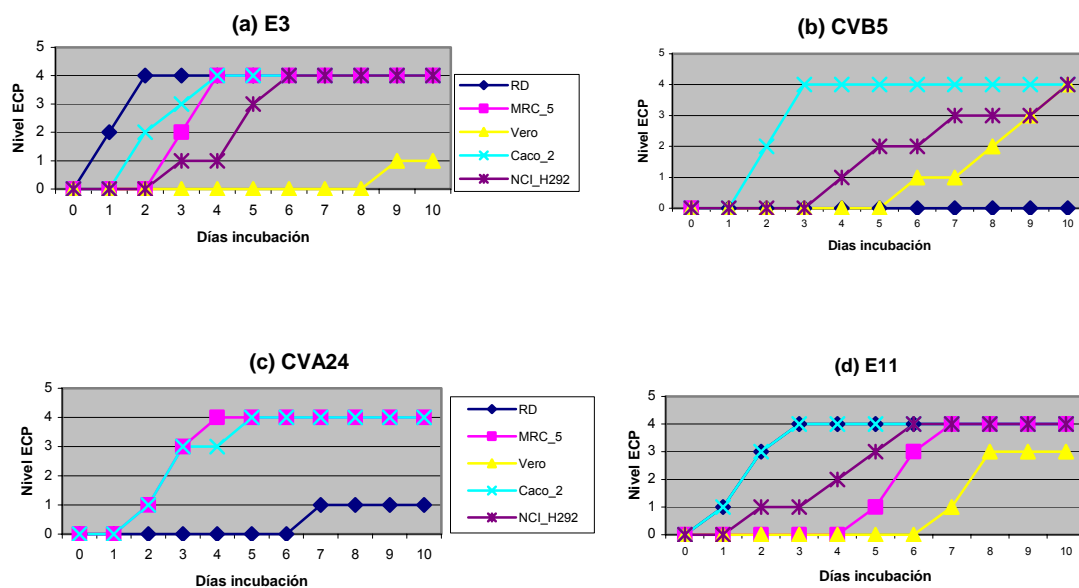 (a) E3
Nivel ECP
5
4
3
2
1
0
0 1 2 3 4 5 6 7 8 9 10
Días incubación
RD
MRC_5
Vero
Caco_2
NCI_H292
(b) CVB5
Nivel ECP
5
4
3
2
1
0
0 1 2 3 4 5 6 7 8 9 10
Dias incubación
(c) CVA24
Nivel ECP
5
4
3
2
1
0
0 1 2 3 4 5 6 7 8 9 10
Días incubación
RD
MRC_5
Vero
Caco_2
NCI_H292
(d) E11
Nivel ECP
5
4
3
2
1
0
0 1 2 3 4 5 6 7 8 9 10
Días incubación